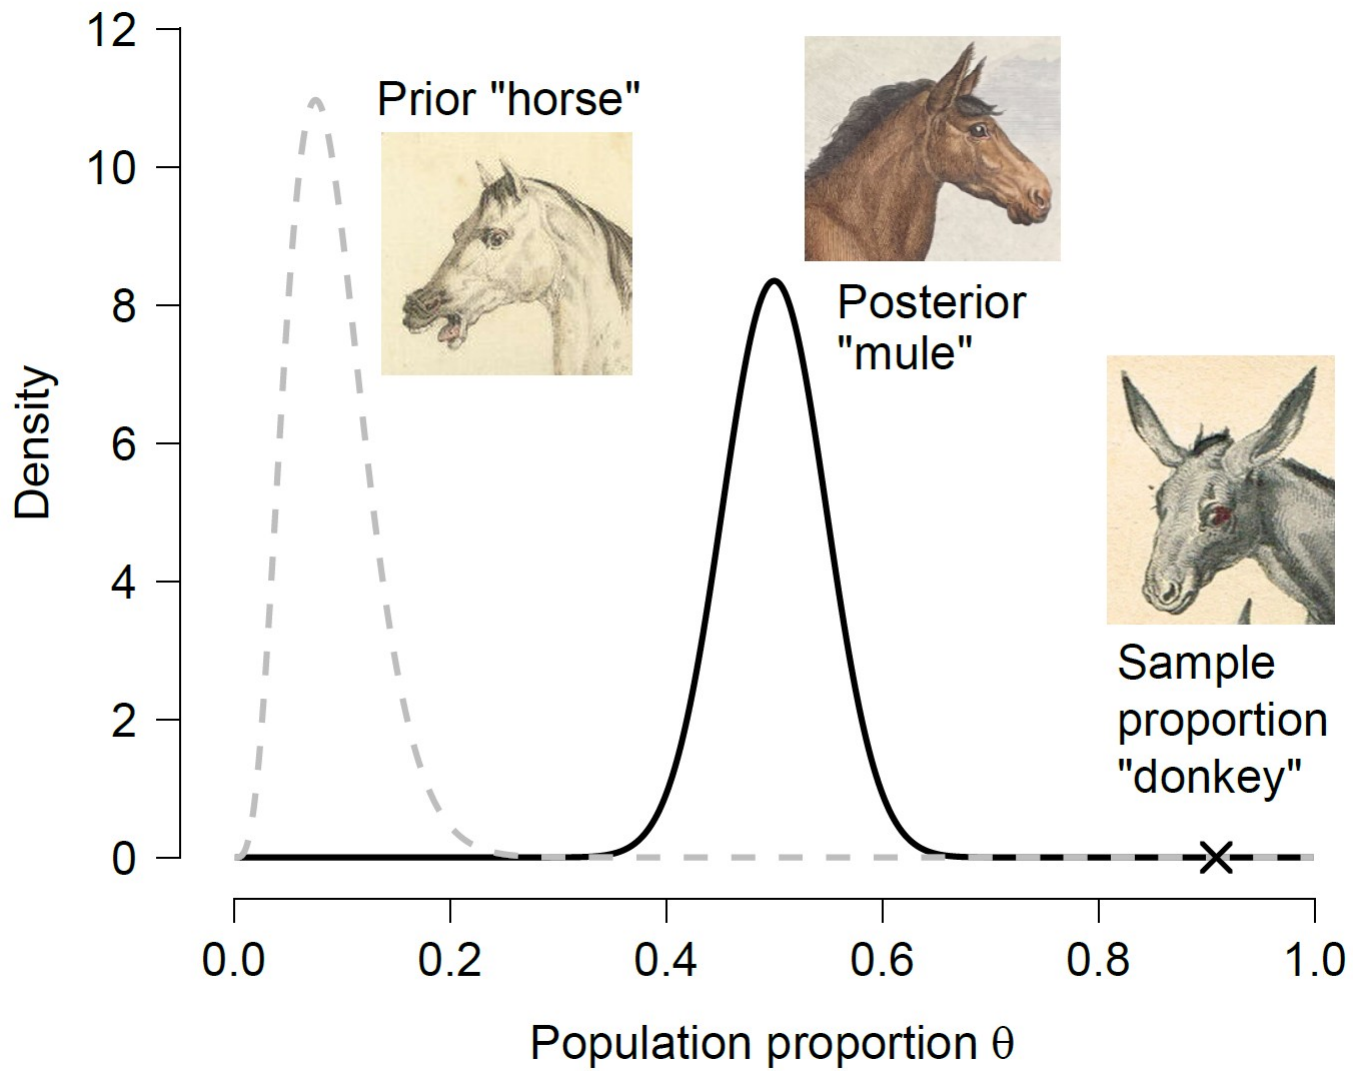 12
10
8
6
4
2
0
Density
Prior "horse"
Posterior
"mule"
Sample
proportion
"donkey"
0.0 0.2 0.4 0.6 0.8 1.0
Population proportion θ